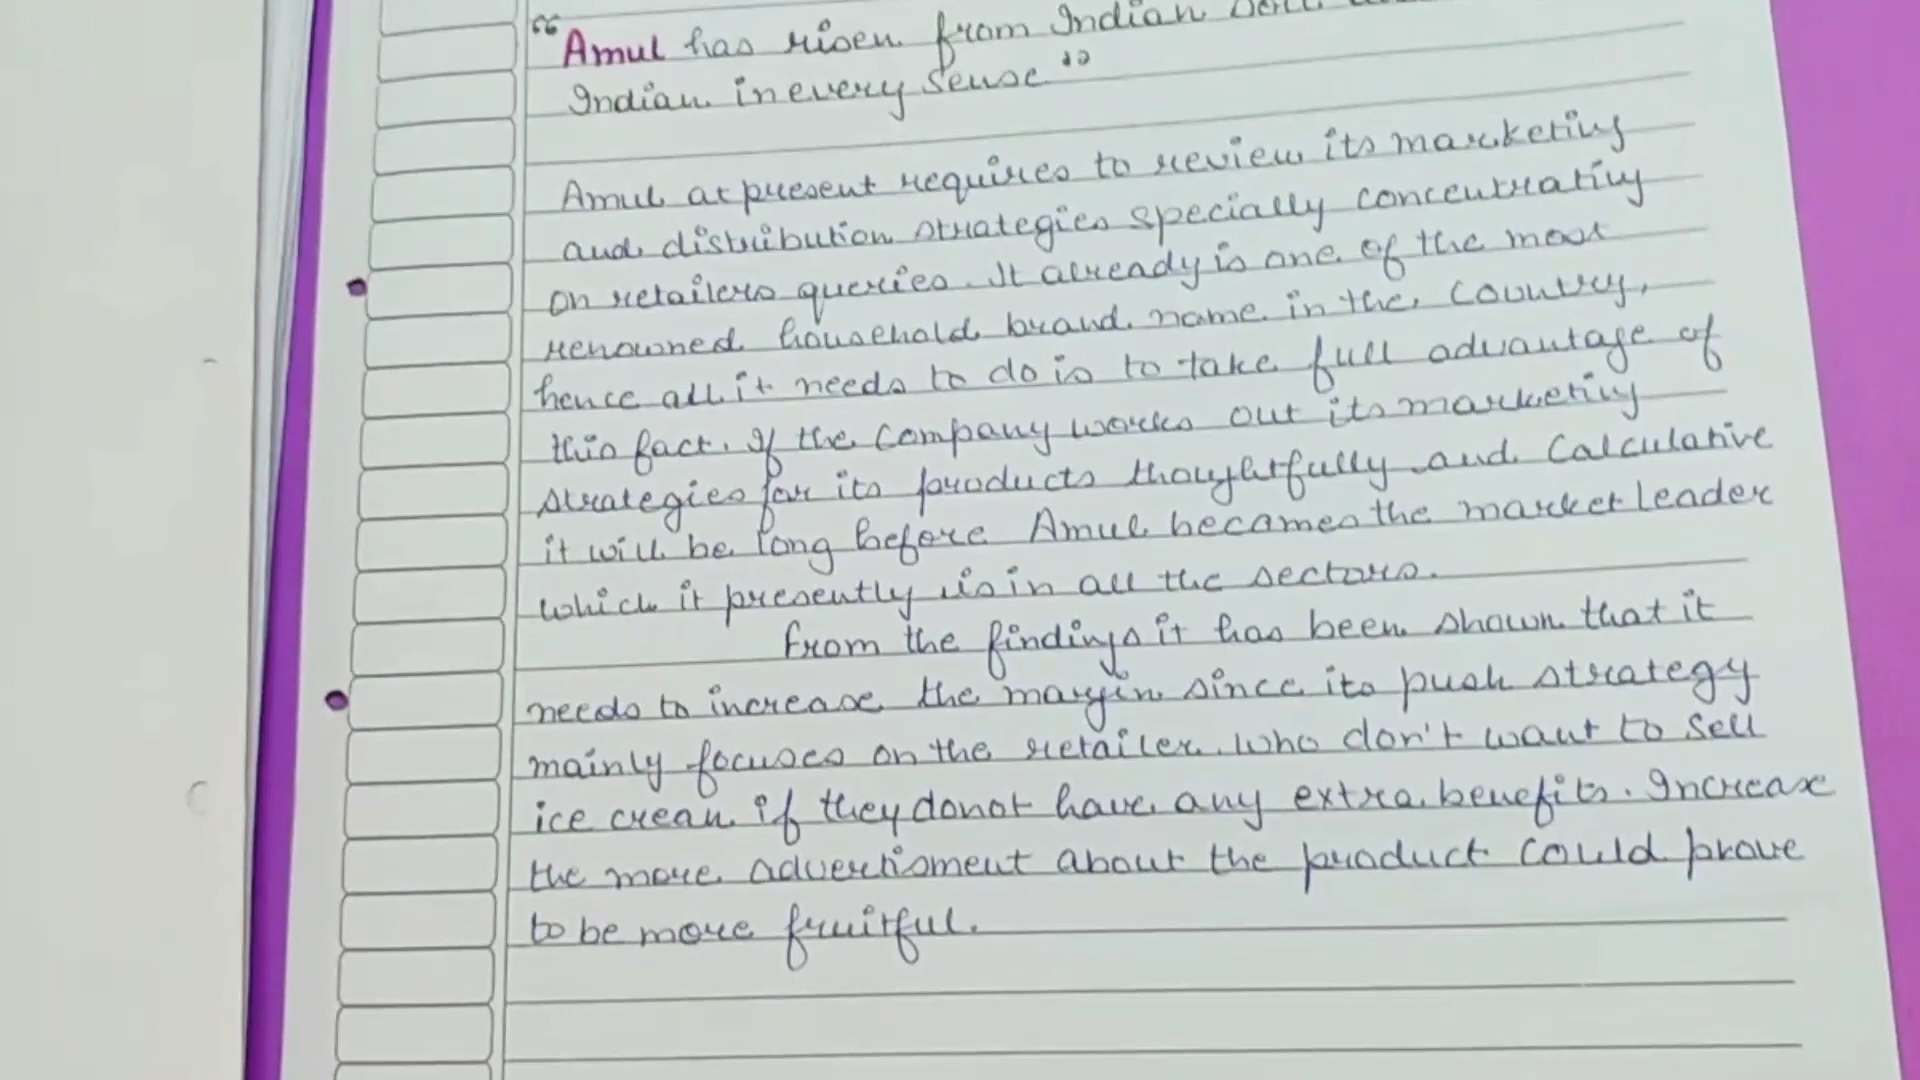 "Amul has risen from Indian
Indian in every sense"
Amul at present requires to review its marketing
and distribution strategies specially concentrating
on retailers queries. It already is one of the most
renowned household brand name in the country,
hence all it needs to do is to take full advantage of
this fact. If the company works out its marketing
strategies for its products thoughtfully and Calculative
it will be long before Amul becames the market leader
which it presently is in all the sectors.
from the findings it has been shown that it
needs to increase the margin since its push strategy
mainly focuses on the retailer who don't want to sell
ice cream if they donot have any extra benefits. Increase
the more advertisment about the product could prove
to be more fruitful.